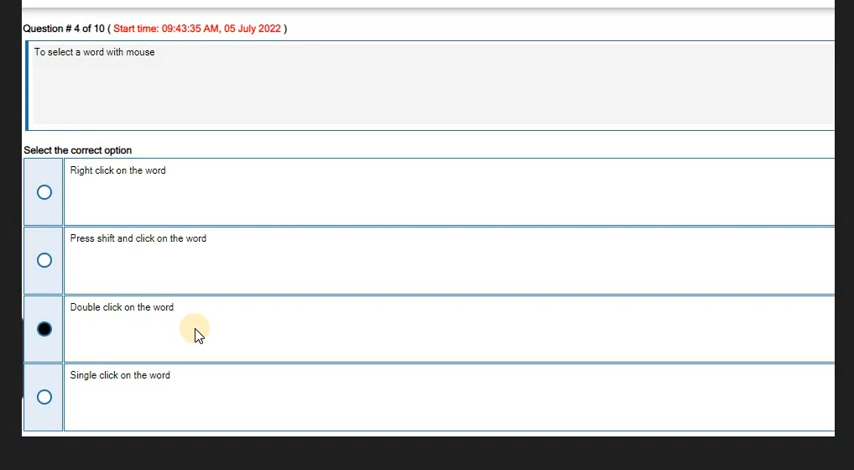 Question # 4 of 10 ( Start time: 09:43:35 AM, 05 July 2022 )
To select a word with mouse
Select the correct option
Right click on the word
Press shift and click on the word
Double click on the word
Single click on the word